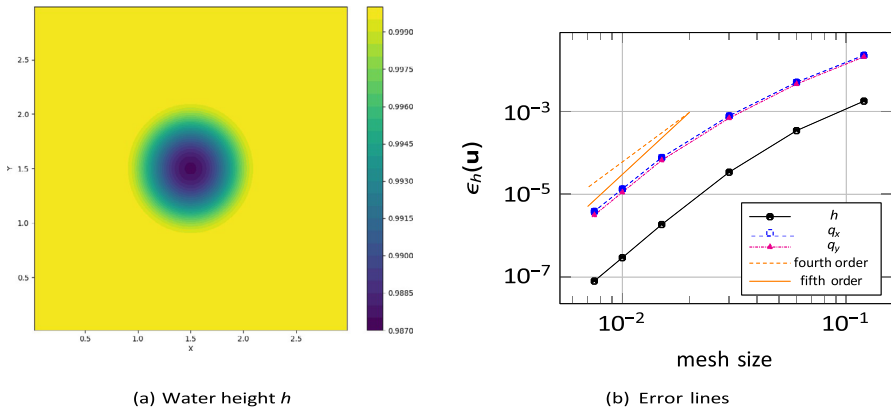 2.5
2.0
1.5
1.0
0.5
Y
0.5
1.0
1.5
2.0
2.5
X
0.9990
0.9975
0.9960
0.9945
0.9930
0.9915
0.9900
0.9885
0.9870
(a) Water height h
10⁻³
10⁻⁵
10⁻⁷
ϵₕ(u)
h
qₓ
q_y
fourth order
fifth order
10⁻²
10⁻¹
mesh size
(b) Error lines